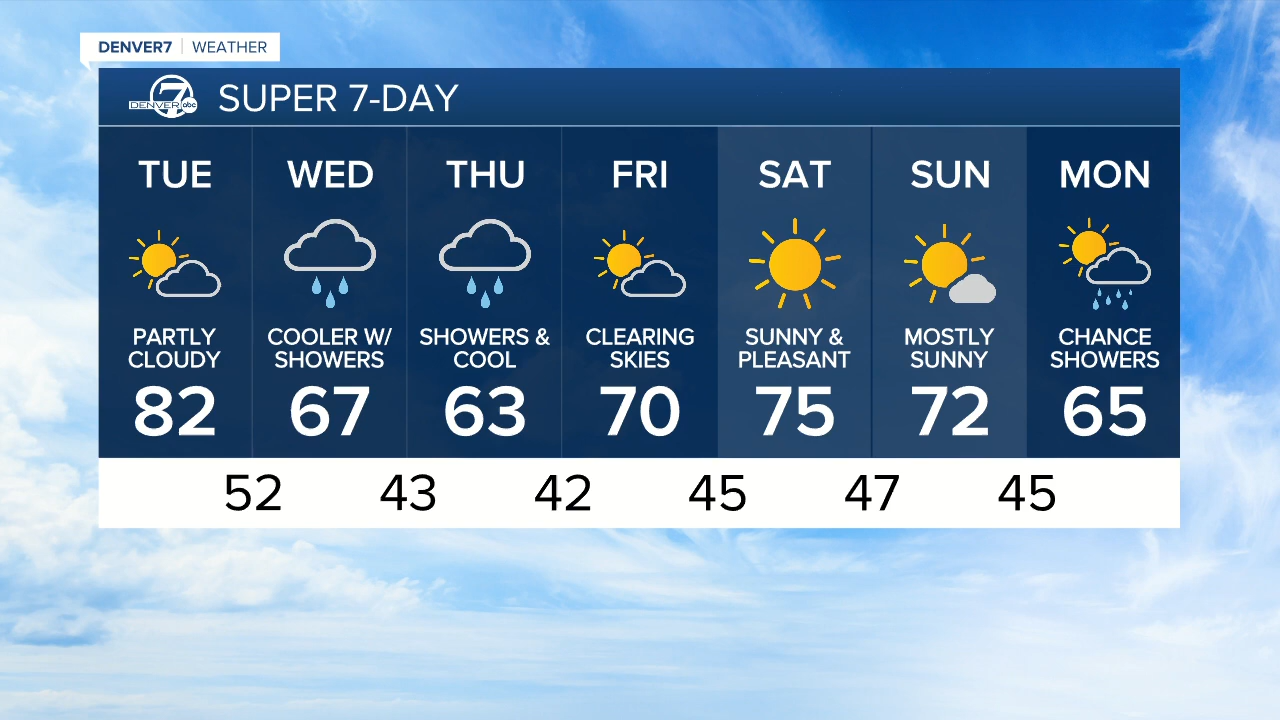 DENVER7 | WEATHER
DENVER 7 abc
SUPER 7-DAY
TUE WED THU FRI SAT SUN MON
PARTLY COOLER W/ SHOWERS & CLEARING SUNNY & MOSTLY CHANCE
CLOUDY SHOWERS COOL SKIES PLEASANT SUNNY SHOWERS
82 67 63 70 75 72 65
52 43 42 45 47 45